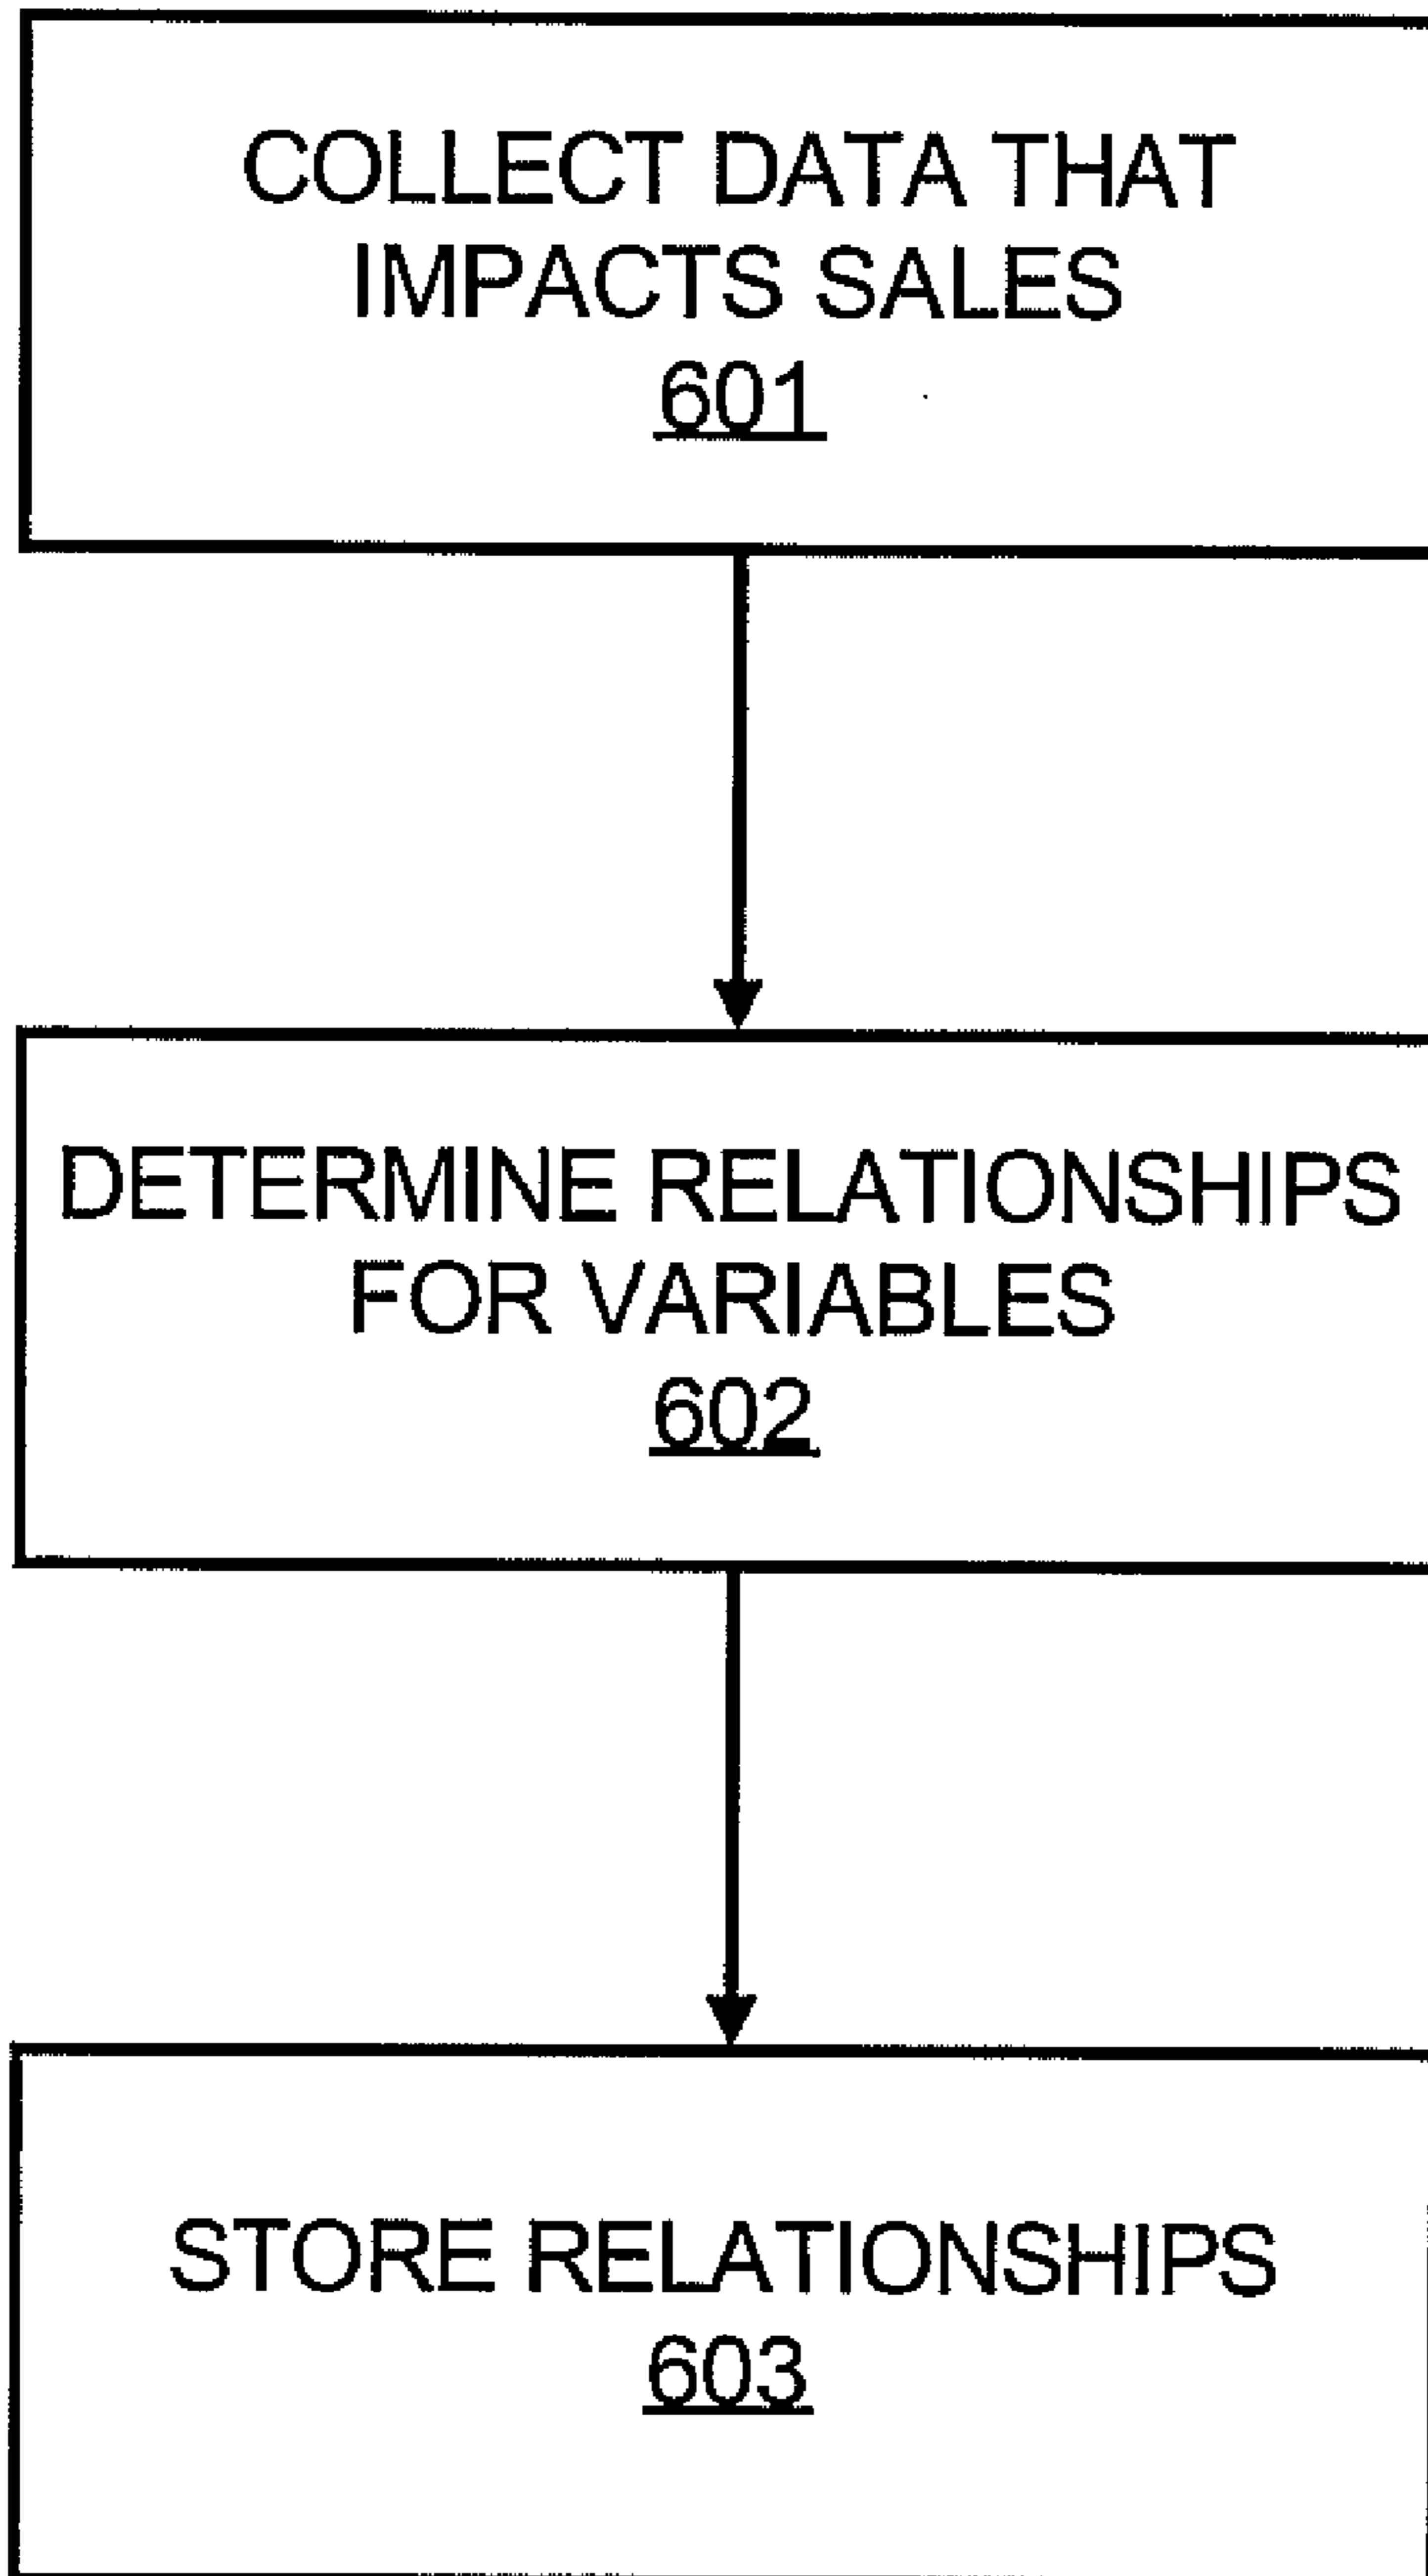 COLLECT DATA THAT
IMPACTS SALES
601
DETERMINE RELATIONSHIPS
FOR VARIABLES
602
STORE RELATIONSHIPS
603